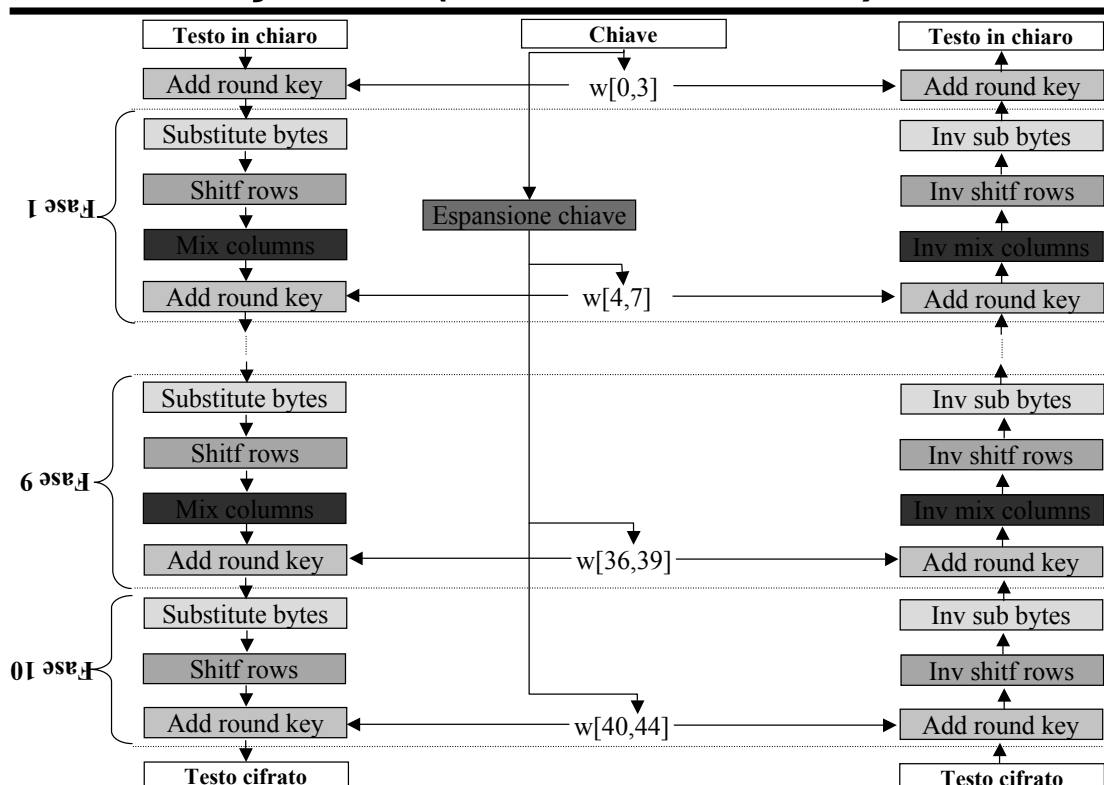 Testo in chiaro
Add round key
Substitute bytes
Shitf rows
Mix columns
Add round key
Substitute bytes
Shitf rows
Mix columns
Add round key
Substitute bytes
Shitf rows
Add round key
Testo cifrato
Fase 1
Fase 9
Fase 10
Chiave
w[0,3]
Espansione chiave
w[4,7]
w[36,39]
w[40,44]
Testo in chiaro
Add round key
Inv sub bytes
Inv shitf rows
Inv mix columns
Add round key
Inv sub bytes
Inv shitf rows
Inv mix columns
Add round key
Inv sub bytes
Inv shitf rows
Add round key
Testo cifrato